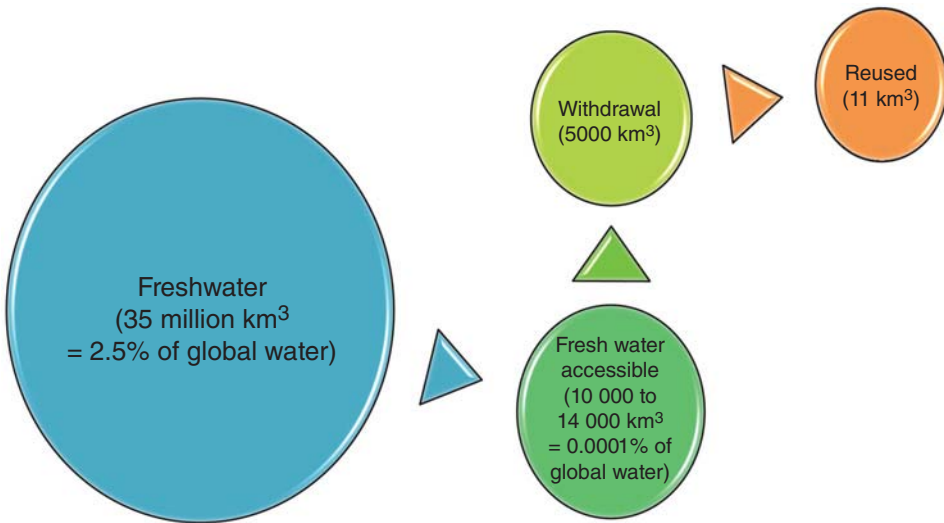 Freshwater
(35 million km³
= 2.5% of global water)
Fresh water
accessible
(10 000 to
14 000 km³
= 0.0001% of
global water)
Withdrawal
(5000 km³)
Reused
(11 km³)